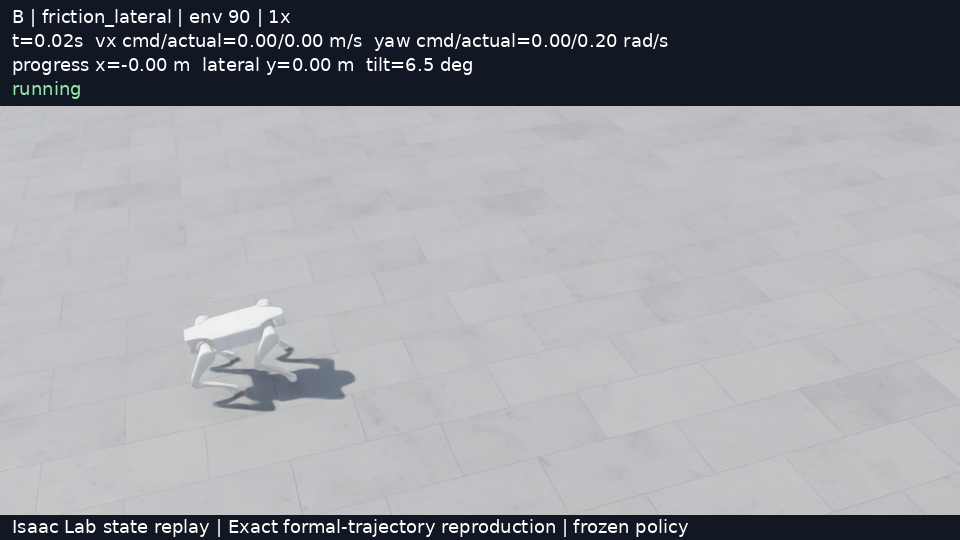 B | friction_lateral | env 90 | 1x
t=0.02s  vx cmd/actual=0.00/0.00 m/s  yaw cmd/actual=0.00/0.20 rad/s
progress x=-0.00 m  lateral y=0.00 m  tilt=6.5 deg
running
Isaac Lab state replay | Exact formal-trajectory reproduction | frozen policy